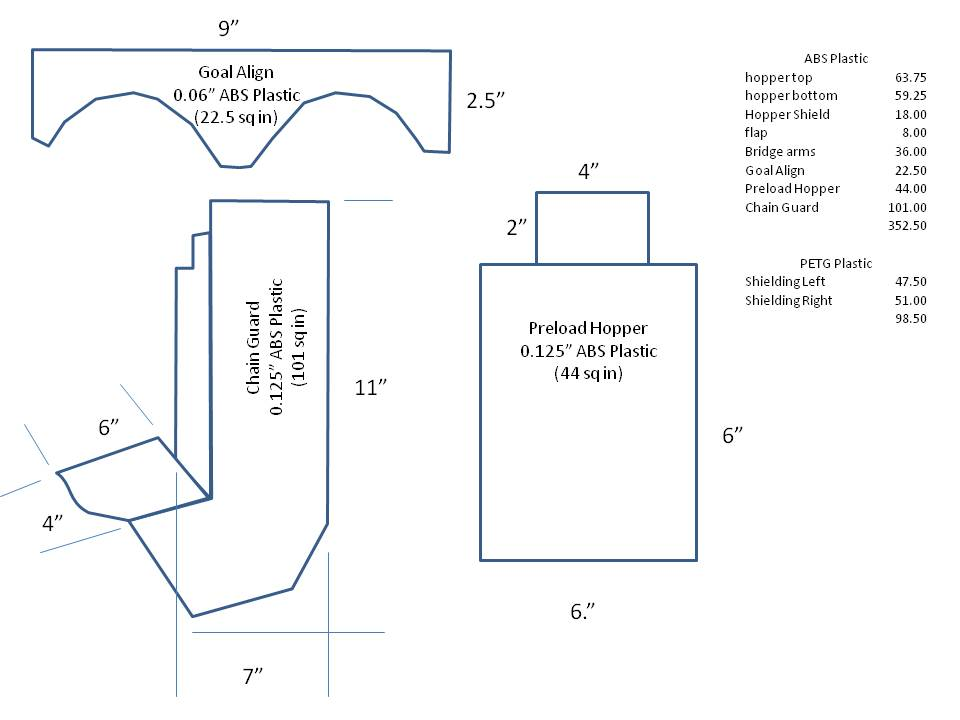 9”
Goal Align
0.06” ABS Plastic
(22.5 sq in)
2.5”
Chain Guard
0.125” ABS Plastic
(101 sq in)
11”
6”
4”
7”
4”
2”
Preload Hopper
0.125” ABS Plastic
(44 sq in)
6”
6.”
ABS Plastic
hopper top 63.75
hopper bottom 59.25
Hopper Shield 18.00
flap 8.00
Bridge arms 36.00
Goal Align 22.50
Preload Hopper 44.00
Chain Guard 101.00
352.50
PETG Plastic
Shielding Left 47.50
Shielding Right 51.00
98.50